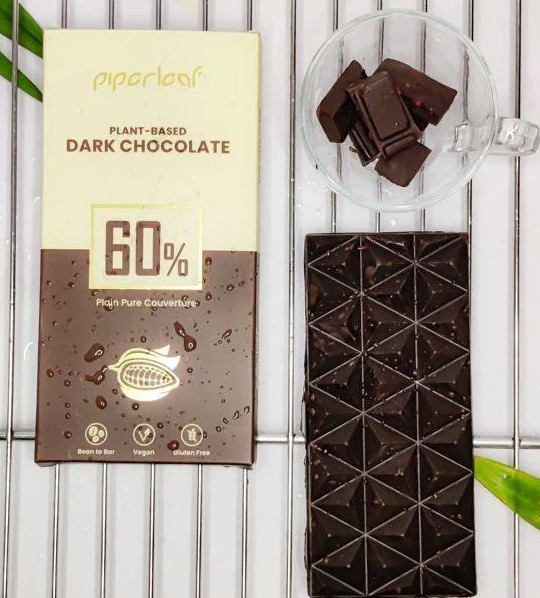 piperleaf
PLANT-BASED
DARK CHOCOLATE
60%
Plain Pure Couverture
Bean to Bar
Vegan
Gluten Free